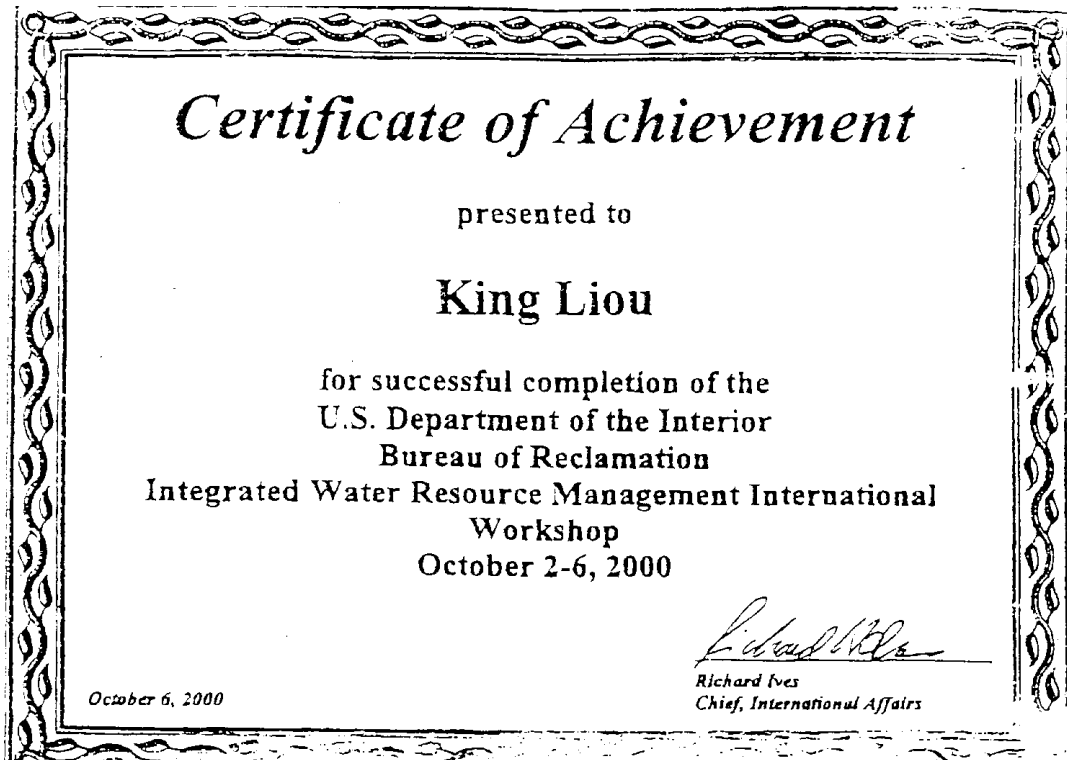 Certificate of Achievement
presented to
King Liou
for successful completion of the
U.S. Department of the Interior
Bureau of Reclamation
Integrated Water Resource Management International
Workshop
October 2-6, 2000
Richard Ives
Chief, International Affairs
October 6, 2000